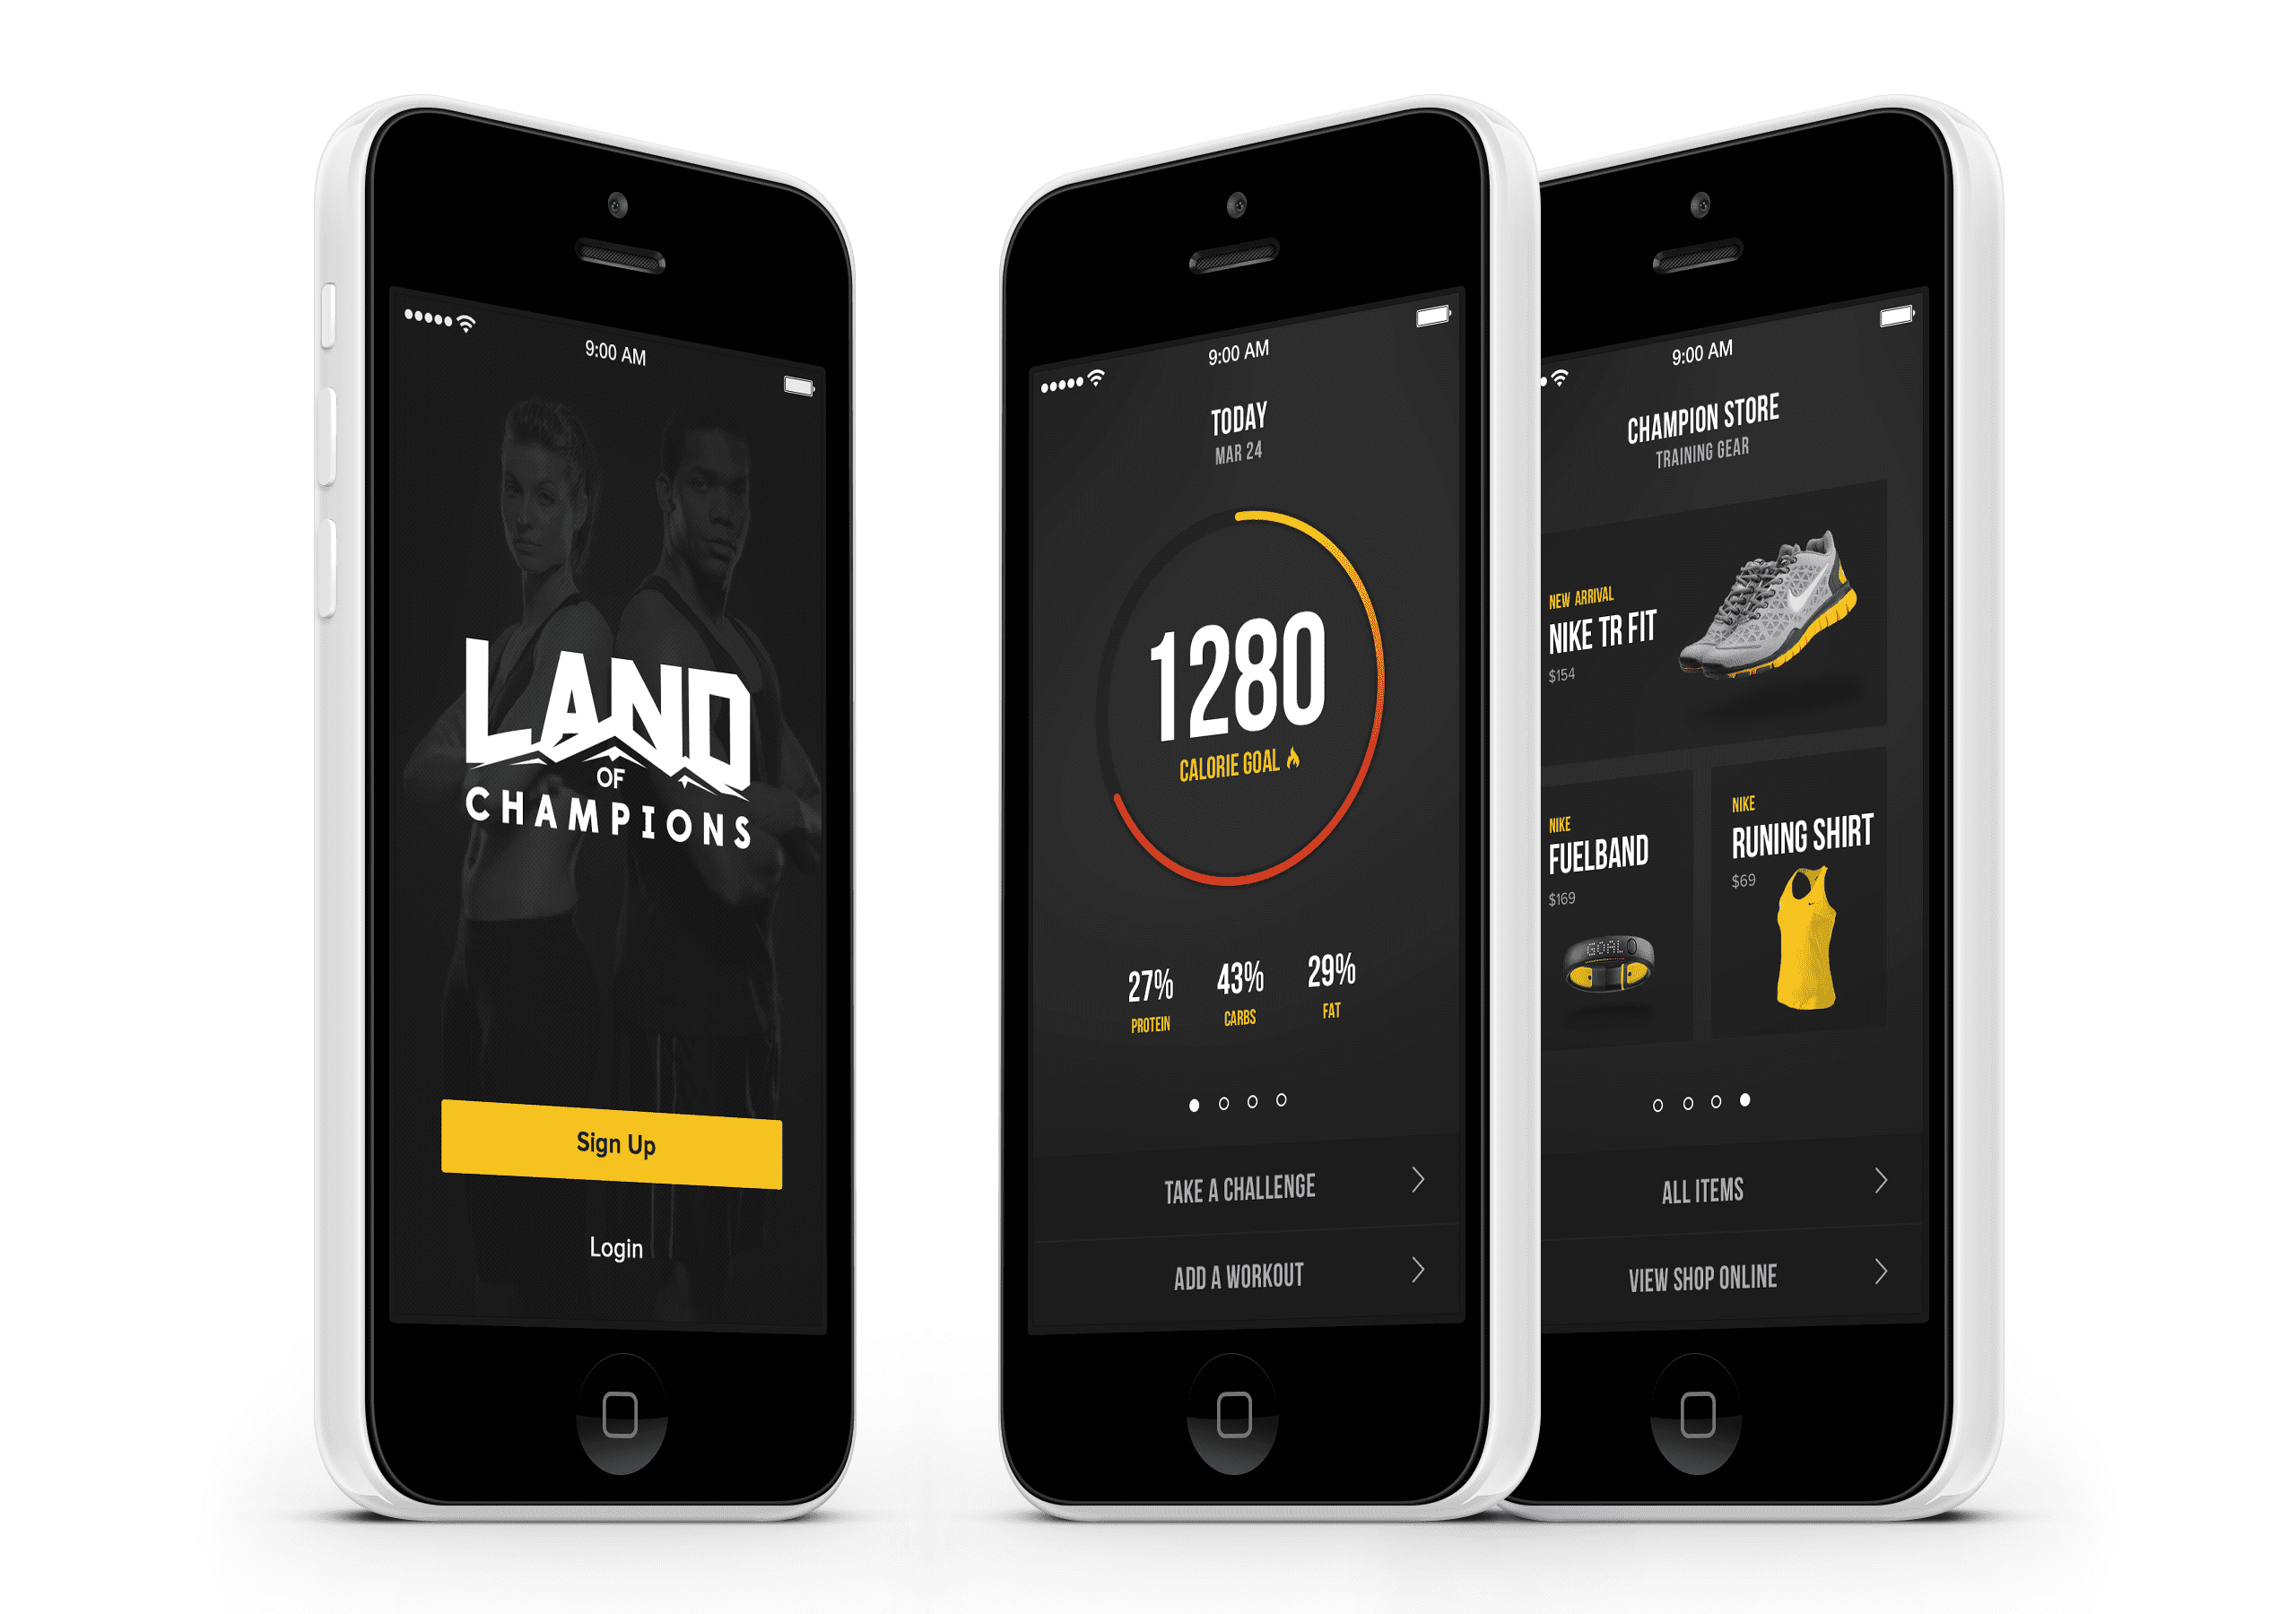 9:00 AM
LAND
OF
CHAMPIONS
Sign Up
Login
9:00 AM
TODAY
MAR 24
1280
CALORIE GOAL
27%
PROTEIN
43%
CARBS
29%
FAT
TAKE A CHALLENGE
ADD A WORKOUT
9:00 AM
CHAMPION STORE
TRAINING GEAR
NEW ARRIVAL
NIKE TR FIT
$154
NIKE
FUELBAND
$169
GOAL
NIKE
RUNING SHIRT
$69
ALL ITEMS
VIEW SHOP ONLINE